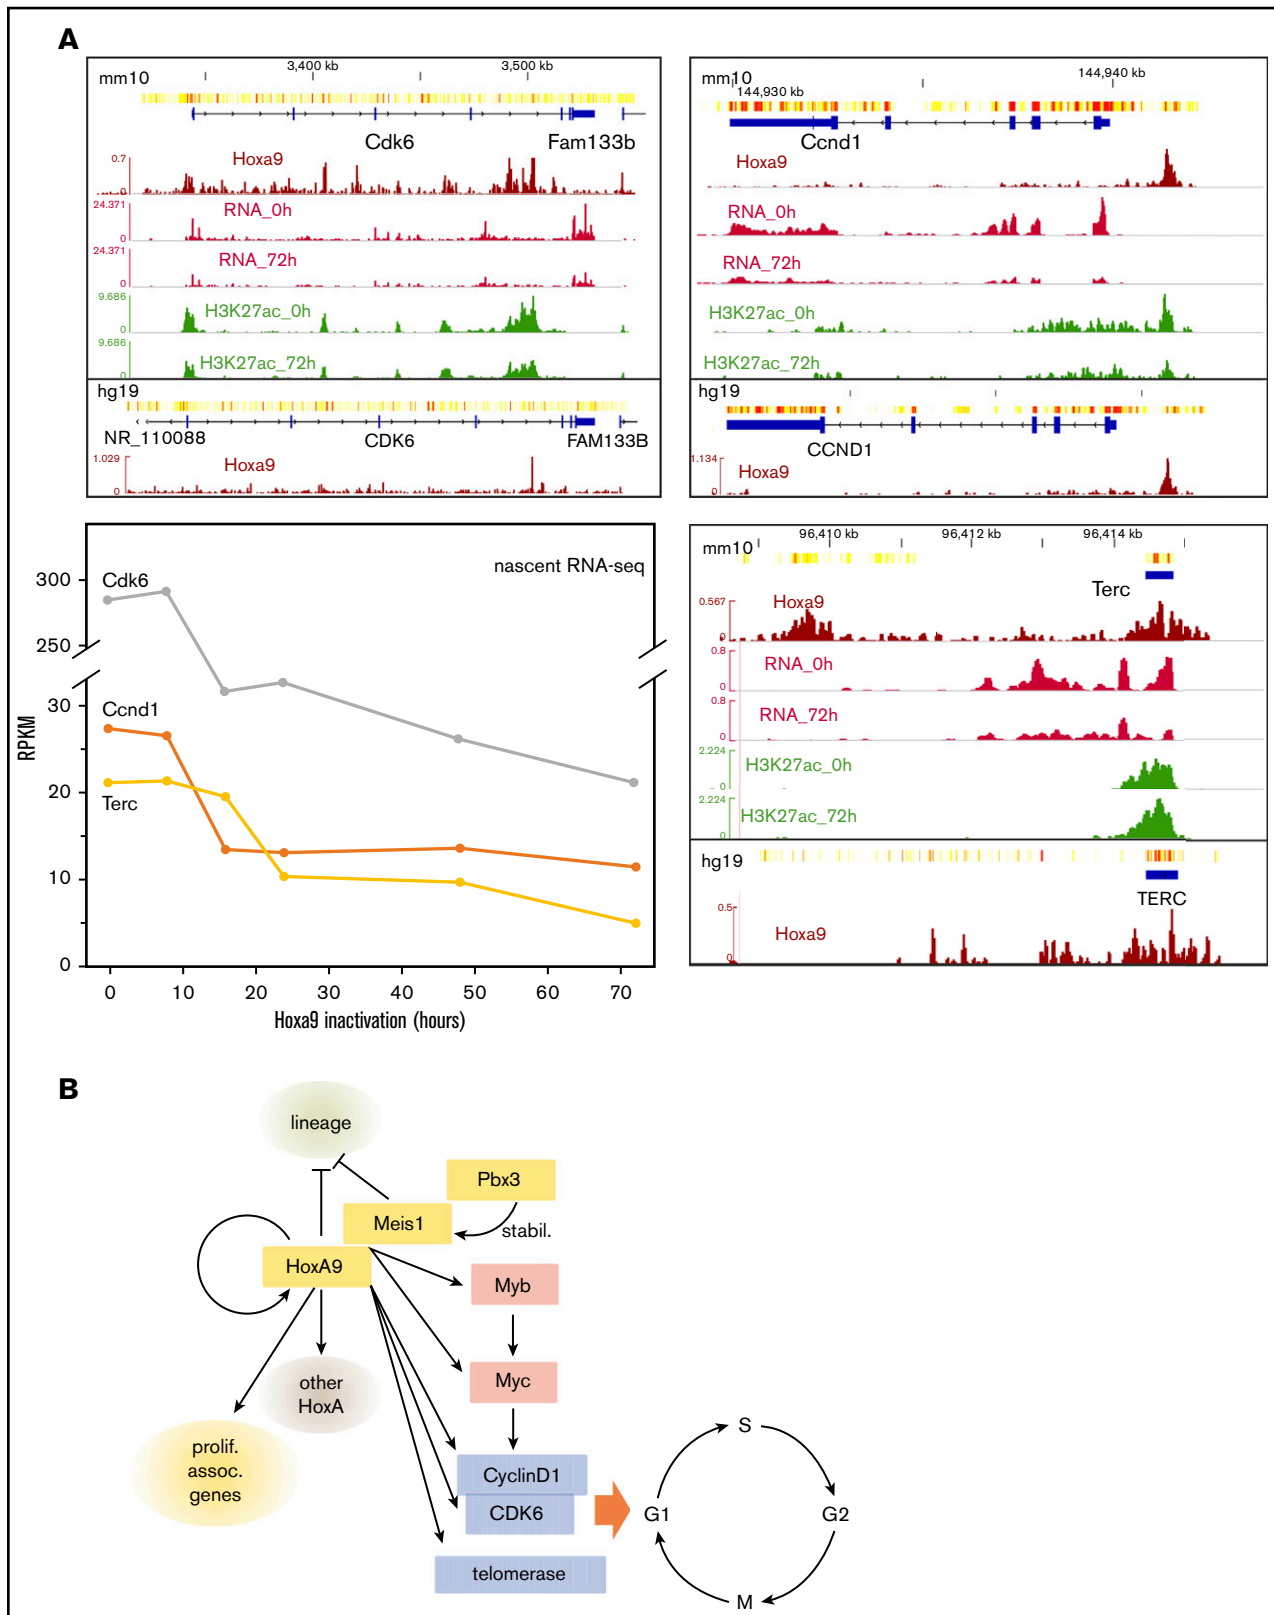 A
mm10
3,400 kb
3,500 kb
Cdk6
Fam133b
0.7
0
Hoxa9
24.371
0
RNA_0h
24.371
0
RNA_72h
9.686
0
H3K27ac_0h
9.686
0
H3K27ac_72h
hg19
NR_110088
CDK6
FAM133B
1.029
0
Hoxa9
mm10
144,930 kb
144,940 kb
Ccnd1
Hoxa9
RNA_0h
RNA_72h
H3K27ac_0h
H3K27ac_72h
hg19
CCND1
1.134
0
Hoxa9
nascent RNA-seq
RPKM
300
250
30
20
10
0
Cdk6
Ccnd1
Terc
0 10 20 30 40 50 60 70
Hoxa9 inactivation (hours)
mm10
96,410 kb
96,412 kb
96,414 kb
Terc
0.567
0
Hoxa9
0.8
0
RNA_0h
0.8
0
RNA_72h
2.224
0
H3K27ac_0h
2.224
0
H3K27ac_72h
hg19
TERC
0.5
0
Hoxa9
B
lineage
Pbx3
Meis1
stabil.
HoxA9
Myb
other
HoxA
Myc
prolif.
assoc.
genes
CyclinD1
CDK6
telomerase
S
G1
G2
M